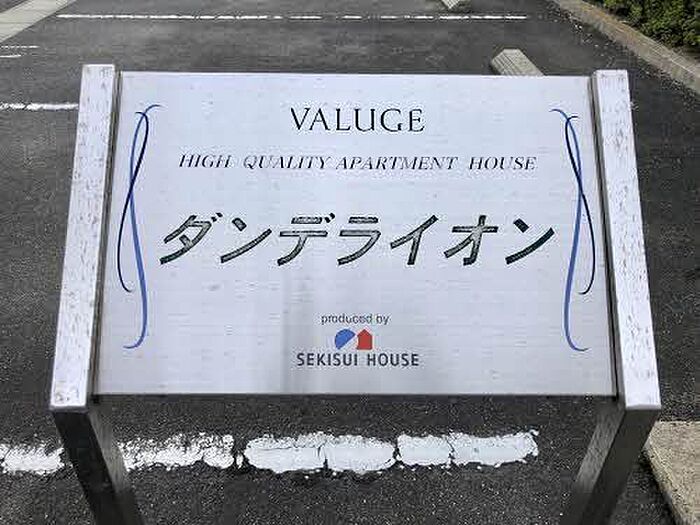 VALUGE
HIGH QUALITY APARTMENT HOUSE
ダンデライオン
produced by
SEKISUI HOUSE